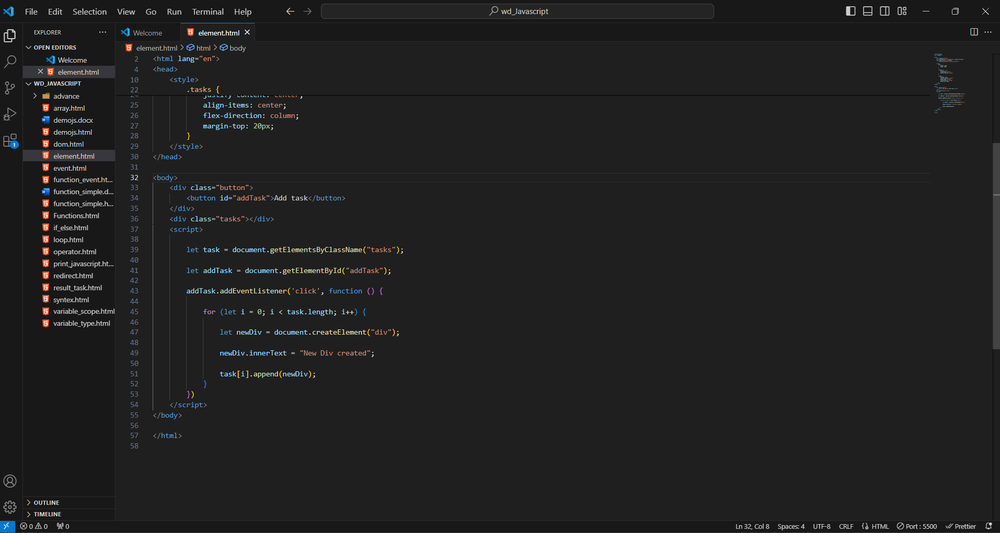 File Edit Selection View Go Run Terminal Help
wd_Javascript
EXPLORER
OPEN EDITORS
Welcome
element.html
WD_JAVASCRIPT
advance
array.html
demojs.docx
demojs.html
dom.html
element.html
event.html
function_event.ht...
function_simple.d...
function_simple.h...
Functions.html
if_else.html
loop.html
operator.html
print_javascript.ht...
redirect.html
result_task.html
syntex.html
variable_scope.html
variable_type.html
OUTLINE
TIMELINE
1
Welcome element.html
element.html > html > body
2 <html lang="en">
4 <head>
10 <style>
22 .tasks {
24 justify-content: center;
25 align-items: center;
26 flex-direction: column;
27 margin-top: 20px;
28 }
29 </style>
30 </head>
31
32 <body>
33 <div class="button">
34 <button id="addTask">Add task</button>
35 </div>
36 <div class="tasks"></div>
37 <script>
38
39 let task = document.getElementsByClassName("tasks");
40
41 let addTask = document.getElementById("addTask");
42
43 addTask.addEventListener('click', function () {
44
45 for (let i = 0; i < task.length; i++) {
46
47 let newDiv = document.createElement("div");
48
49 newDiv.innerText = "New Div created";
50
51 task[i].append(newDiv);
52 }
53 })
54 </script>
55 </body>
56
57 </html>
58
0 0 0 Ln 32, Col 8 Spaces: 4 UTF-8 CRLF HTML Port : 5500 Prettier